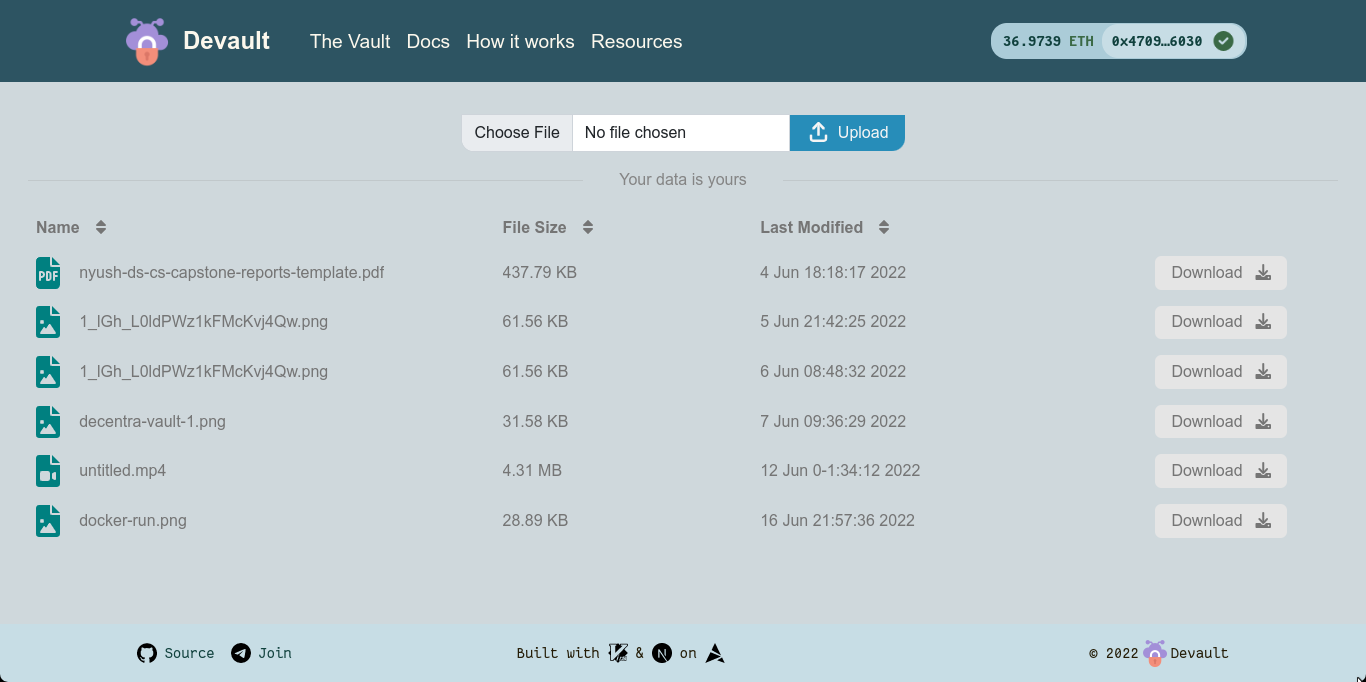 Devault The Vault Docs How it works Resources 36.9739 ETH 0x4709…6030
Choose File No file chosen Upload
Your data is yours
Name File Size Last Modified
PDF nyush-ds-cs-capstone-reports-template.pdf 437.79 KB 4 Jun 18:18:17 2022 Download
1_lGh_L0ldPWz1kFMcKvj4Qw.png 61.56 KB 5 Jun 21:42:25 2022 Download
1_lGh_L0ldPWz1kFMcKvj4Qw.png 61.56 KB 6 Jun 08:48:32 2022 Download
decentra-vault-1.png 31.58 KB 7 Jun 09:36:29 2022 Download
untitled.mp4 4.31 MB 12 Jun 0-1:34:12 2022 Download
docker-run.png 28.89 KB 16 Jun 21:57:36 2022 Download
Source Join Built with & N on © 2022 Devault